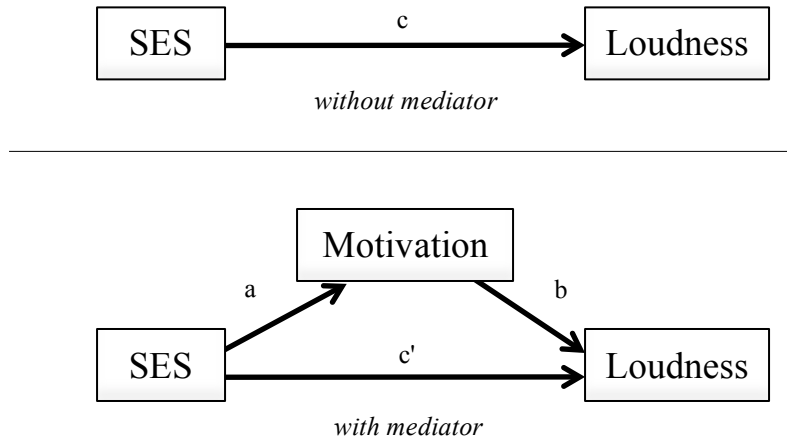 c
SES
Loudness
without mediator
Motivation
a
b
SES
c'
Loudness
with mediator